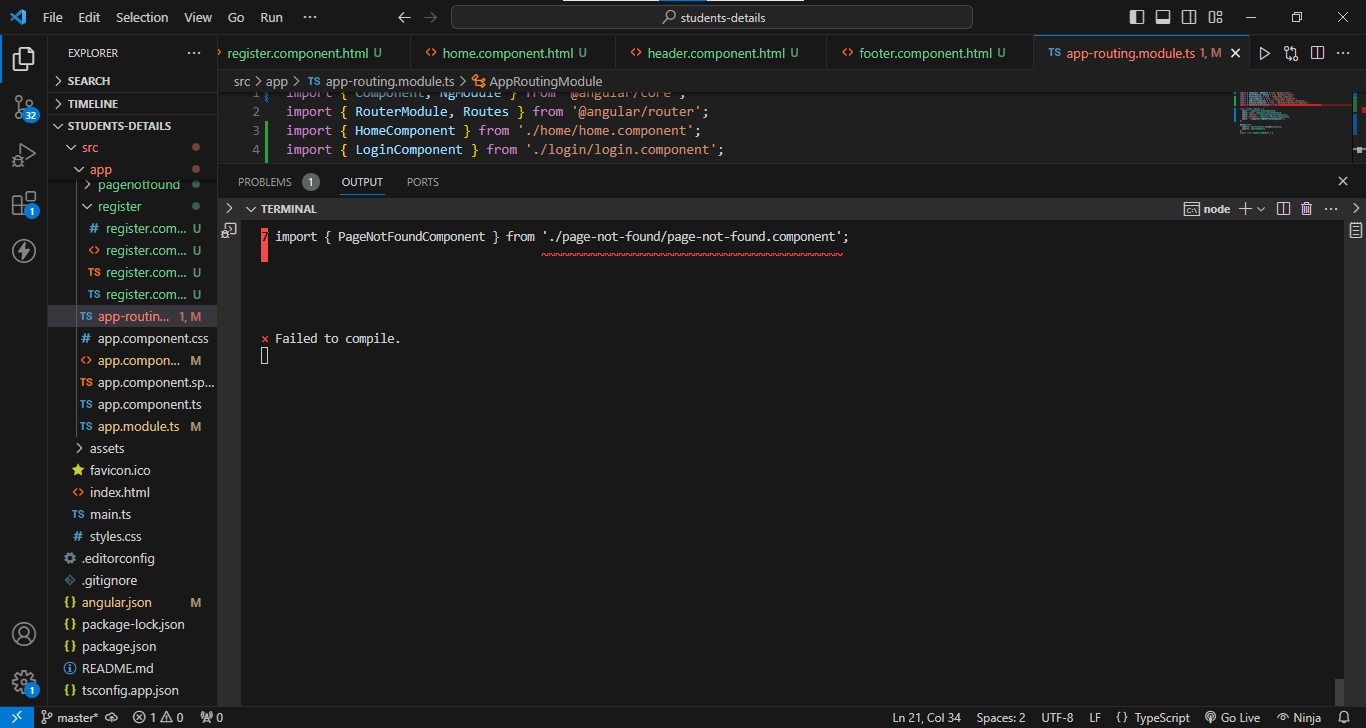 File Edit Selection View Go Run ···
students-details
EXPLORER ···
SEARCH
TIMELINE
STUDENTS-DETAILS
src
app
pagenotfound
register
# register.com... U
<> register.com... U
TS register.com... U
TS register.com... U
TS app-routin... 1, M
# app.component.css
<> app.compon... M
TS app.component.sp...
TS app.component.ts
TS app.module.ts M
assets
favicon.ico
<> index.html
TS main.ts
# styles.css
.editorconfig
.gitignore
{} angular.json M
{} package-lock.json
{} package.json
README.md
{} tsconfig.app.json
32
1
1
register.component.html U
<> home.component.html U
<> header.component.html U
<> footer.component.html U
TS app-routing.module.ts 1, M
src > app > TS app-routing.module.ts > AppRoutingModule
1 import { Component, NgModule } from '@angular/core';
2 import { RouterModule, Routes } from '@angular/router';
3 import { HomeComponent } from './home/home.component';
4 import { LoginComponent } from './login/login.component';
PROBLEMS 1 OUTPUT PORTS
TERMINAL
node
7 import { PageNotFoundComponent } from './page-not-found/page-not-found.component';
~~~~~~~~~~~~~~~~~~~~~~~~~~~~~~~~~~~~~~~~~~~
× Failed to compile.
master* 1 0 0
Ln 21, Col 34 Spaces: 2 UTF-8 LF {} TypeScript Go Live Ninja